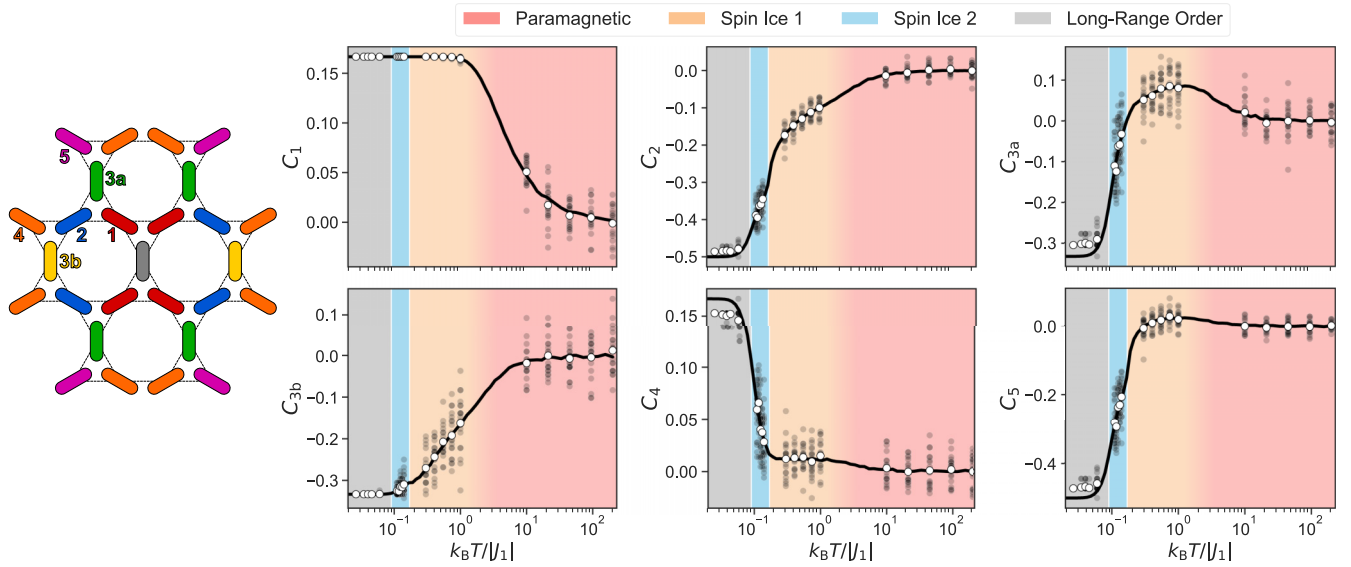 Paramagnetic Spin Ice 1 Spin Ice 2 Long-Range Order
5
3a
4 2 1
3b
C1
0.15
0.10
0.05
0.00
C2
0.0
−0.1
−0.2
−0.3
−0.4
−0.5
C3a
0.1
0.0
−0.1
−0.2
−0.3
C3b
0.1
0.0
−0.1
−0.2
−0.3
10⁻¹ 10⁰ 10¹ 10²
kBT/|J1|
C4
0.15
0.10
0.05
0.00
10⁻¹ 10⁰ 10¹ 10²
kBT/|J1|
C5
0.0
−0.2
−0.4
10⁻¹ 10⁰ 10¹ 10²
kBT/|J1|